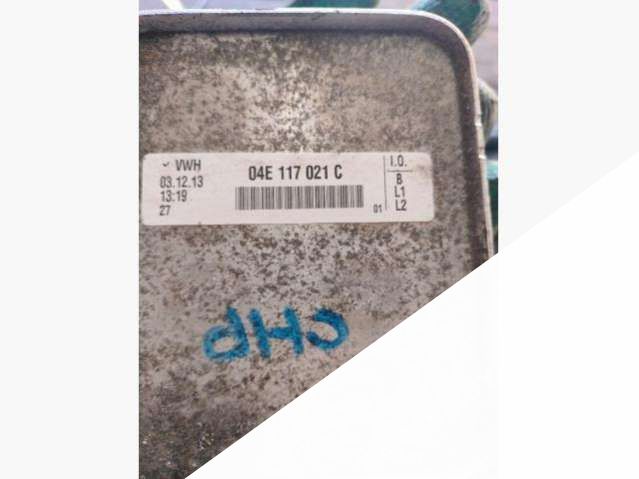 VWH
03.12.13
13:19
27
04E 117 021 C
01
I.O.
B
L1
L2
CHP